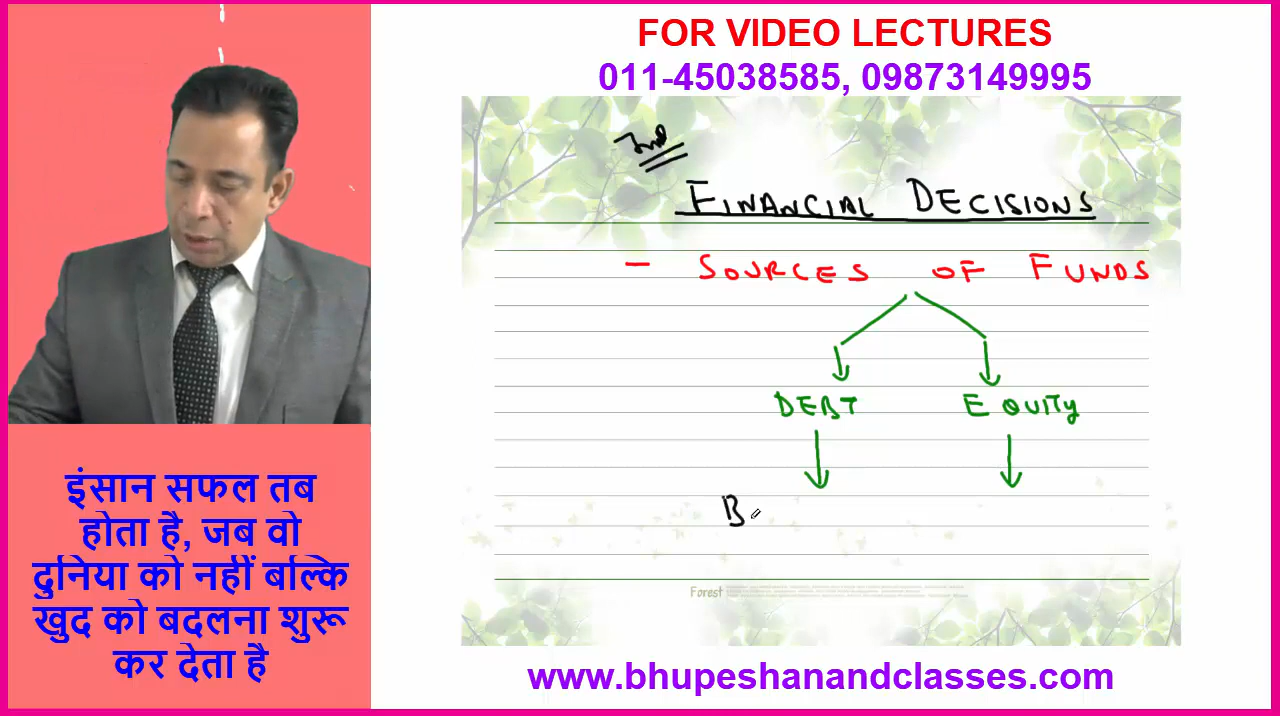 FOR VIDEO LECTURES
011-45038585, 09873149995
FINANCIAL DECISIONS
- SOURCES OF FUNDS
DEBT EQUITY
B
Forest
www.bhupeshanandclasses.com
इंसान सफल तब
होता है, जब वो
दुनिया को नहीं बल्कि
खुद को बदलना शुरू
कर देता है